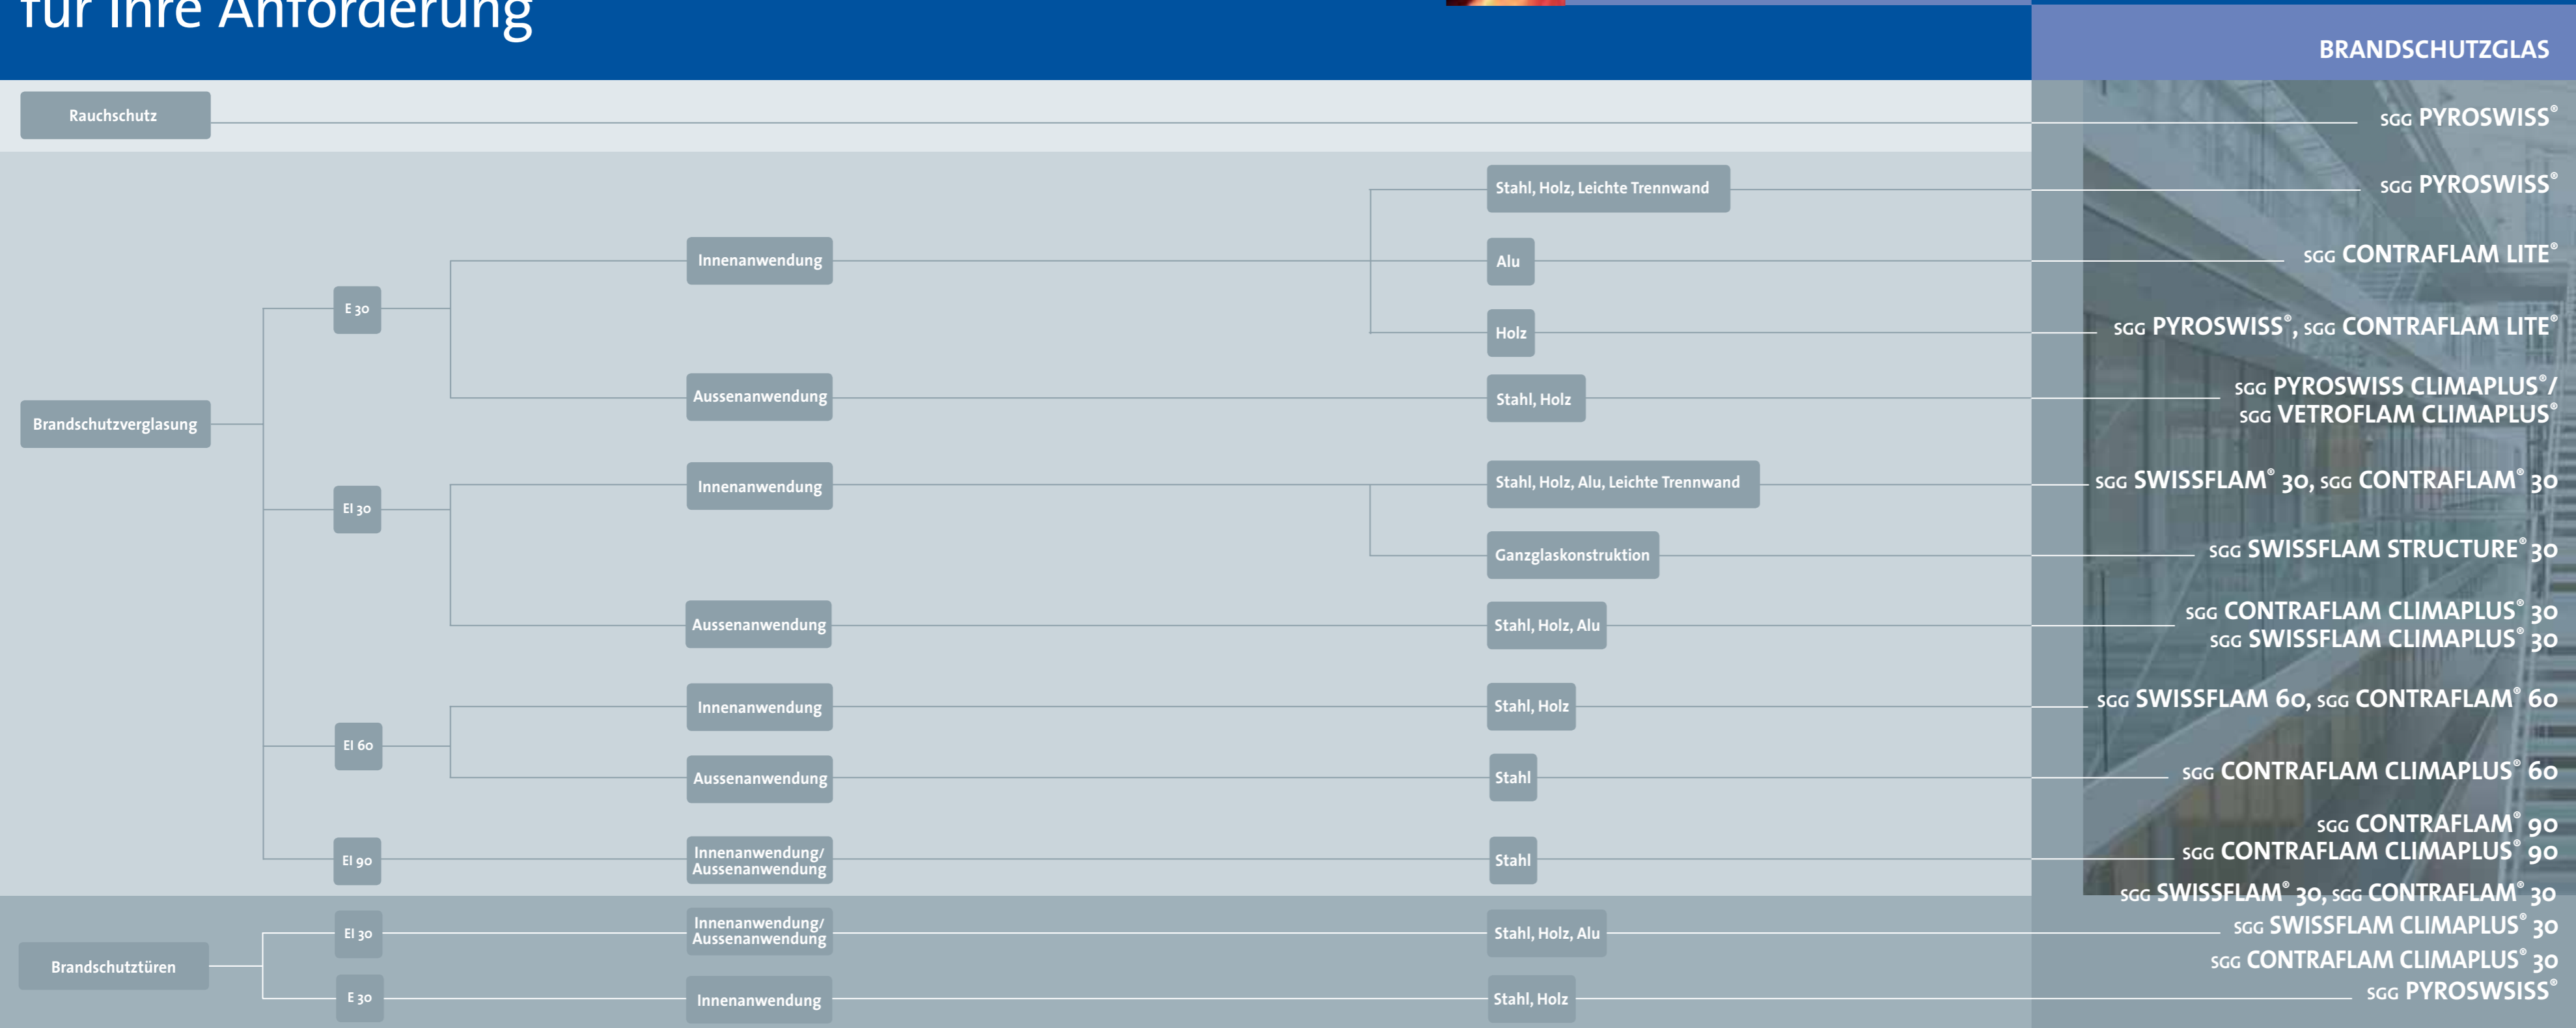 für Ihre Anforderung
BRANDSCHUTZGLAS
Rauchschutz
SGG PYROSWISS®
Stahl, Holz, Leichte Trennwand
SGG PYROSWISS®
Innenanwendung
Alu
SGG CONTRAFLAM LITE®
E 30
Holz
SGG PYROSWISS®, SGG CONTRAFLAM LITE®
Aussenanwendung
Stahl, Holz
SGG PYROSWISS CLIMAPLUS®/
SGG VETROFLAM CLIMAPLUS®
Brandschutzverglasung
Innenanwendung
Stahl, Holz, Alu, Leichte Trennwand
SGG SWISSFLAM® 30, SGG CONTRAFLAM® 30
EI 30
Ganzglaskonstruktion
SGG SWISSFLAM STRUCTURE® 30
Aussenanwendung
Stahl, Holz, Alu
SGG CONTRAFLAM CLIMAPLUS® 30
SGG SWISSFLAM CLIMAPLUS® 30
Innenanwendung
Stahl, Holz
SGG SWISSFLAM 60, SGG CONTRAFLAM® 60
EI 60
Aussenanwendung
Stahl
SGG CONTRAFLAM CLIMAPLUS® 60
EI 90
Innenanwendung/
Aussenanwendung
Stahl
SGG CONTRAFLAM® 90
SGG CONTRAFLAM CLIMAPLUS® 90
Brandschutztüren
EI 30
Innenanwendung/
Aussenanwendung
Stahl, Holz, Alu
SGG SWISSFLAM® 30, SGG CONTRAFLAM® 30
SGG SWISSFLAM CLIMAPLUS® 30
SGG CONTRAFLAM CLIMAPLUS® 30
E 30
Innenanwendung
Stahl, Holz
SGG PYROSWSISS®